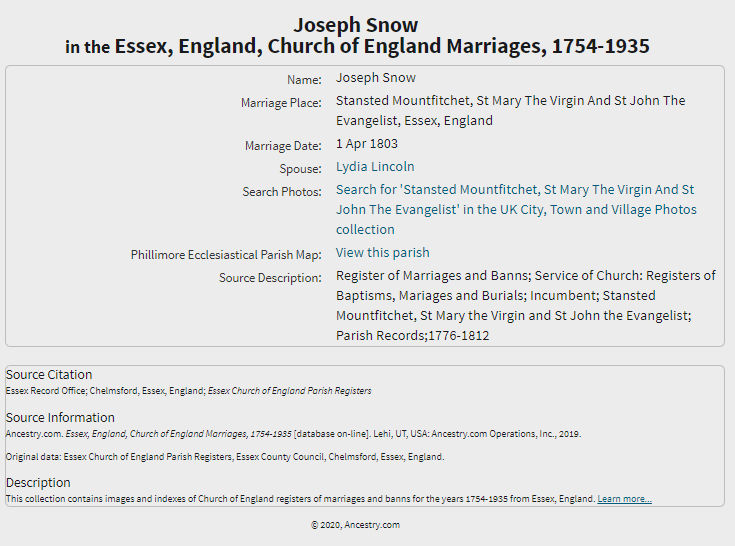 Joseph Snow
in the Essex, England, Church of England Marriages, 1754-1935
Name: Joseph Snow
Marriage Place: Stansted Mountfitchet, St Mary The Virgin And St John The
Evangelist, Essex, England
Marriage Date: 1 Apr 1803
Spouse: Lydia Lincoln
Search Photos: Search for 'Stansted Mountfitchet, St Mary The Virgin And St
John The Evangelist' in the UK City, Town and Village Photos
collection
Phillimore Ecclesiastical Parish Map: View this parish
Source Description: Register of Marriages and Banns; Service of Church: Registers of
Baptisms, Mariages and Burials; Incumbent; Stansted
Mountfitchet, St Mary the Virgin and St John the Evangelist;
Parish Records;1776-1812
Source Citation
Essex Record Office; Chelmsford, Essex, England; Essex Church of England Parish Registers
Source Information
Ancestry.com. Essex, England, Church of England Marriages, 1754-1935 [database on-line]. Lehi, UT, USA: Ancestry.com Operations, Inc., 2019.
Original data: Essex Church of England Parish Registers, Essex County Council, Chelmsford, Essex, England.
Description
This collection contains images and indexes of Church of England registers of marriages and banns for the years 1754-1935 from Essex, England. Learn more...
© 2020, Ancestry.com